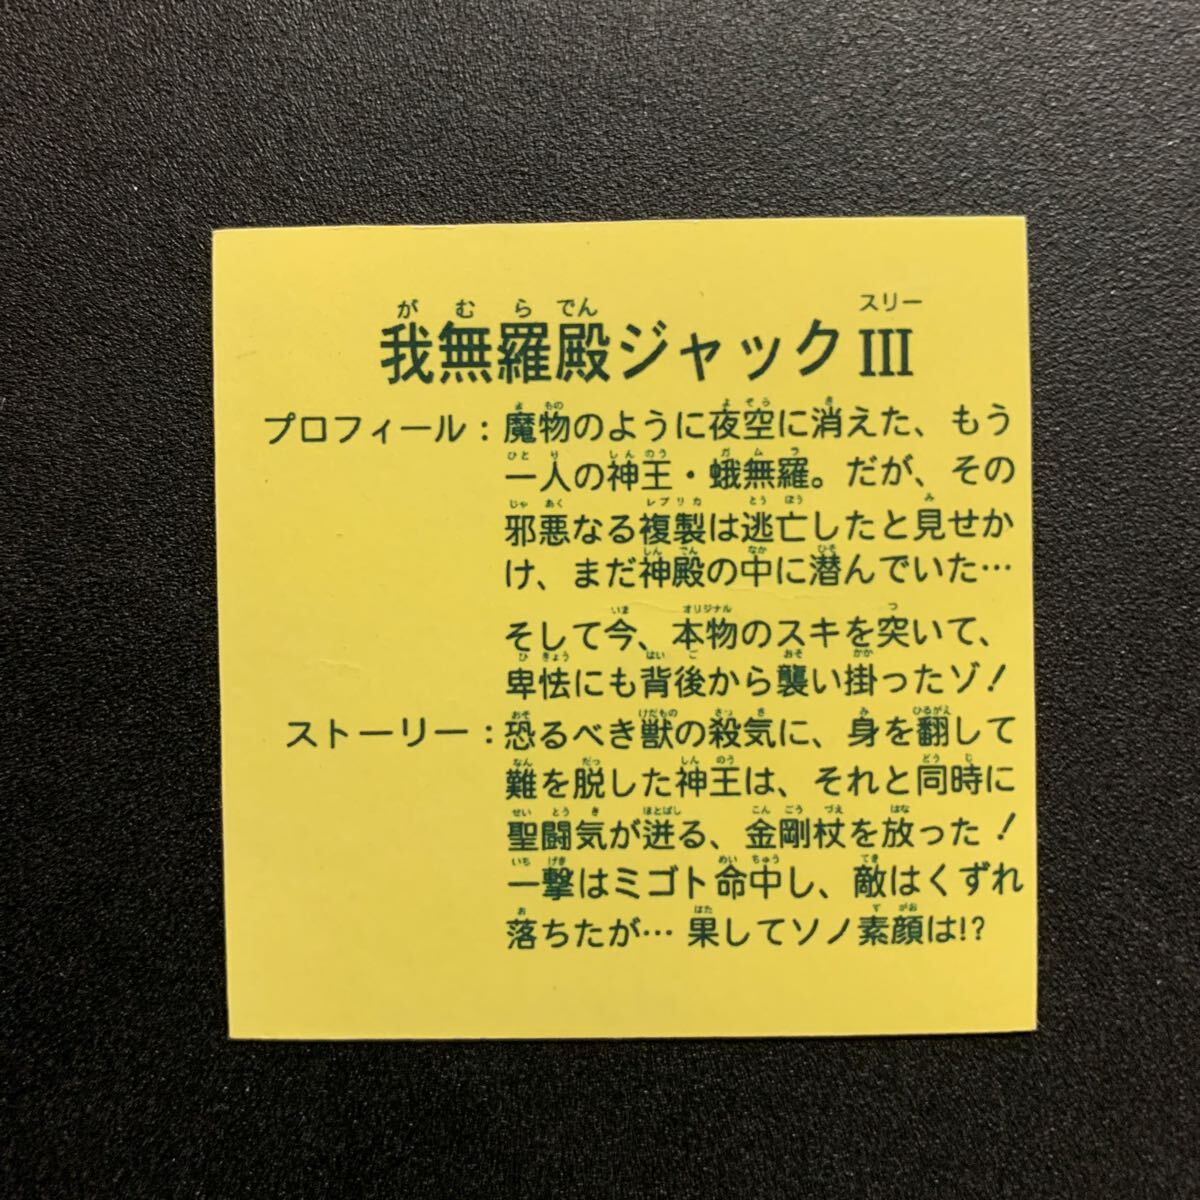 がむらでん スリー
我無羅殿ジャックIII
プロフィール：魔物のように夜空に消えた、もう
一人の神王・蛾無羅。だが、その
邪悪なる複製は逃亡したと見せか
け、まだ神殿の中に潜んでいた…
そして今、本物のスキを突いて、
卑怯にも背後から襲い掛ったゾ！
ストーリー：恐るべき獣の殺気に、身を翻して
難を脱した神王は、それと同時に
聖闘気が迸る、金剛杖を放った！
一撃はミゴト命中し、敵はくずれ
落ちたが… 果してソノ素顔は!?